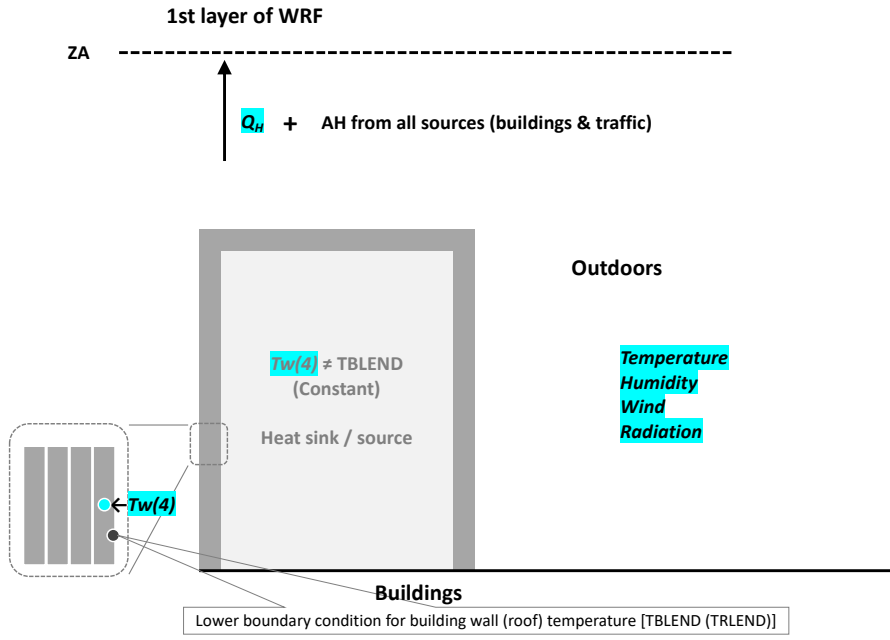 1st layer of WRF
ZA
Q_H + AH from all sources (buildings & traffic)
Outdoors
Tw(4) ≠ TBLEND
(Constant)
Heat sink / source
Temperature
Humidity
Wind
Radiation
Tw(4)
Buildings
Lower boundary condition for building wall (roof) temperature [TBLEND (TRLEND)]